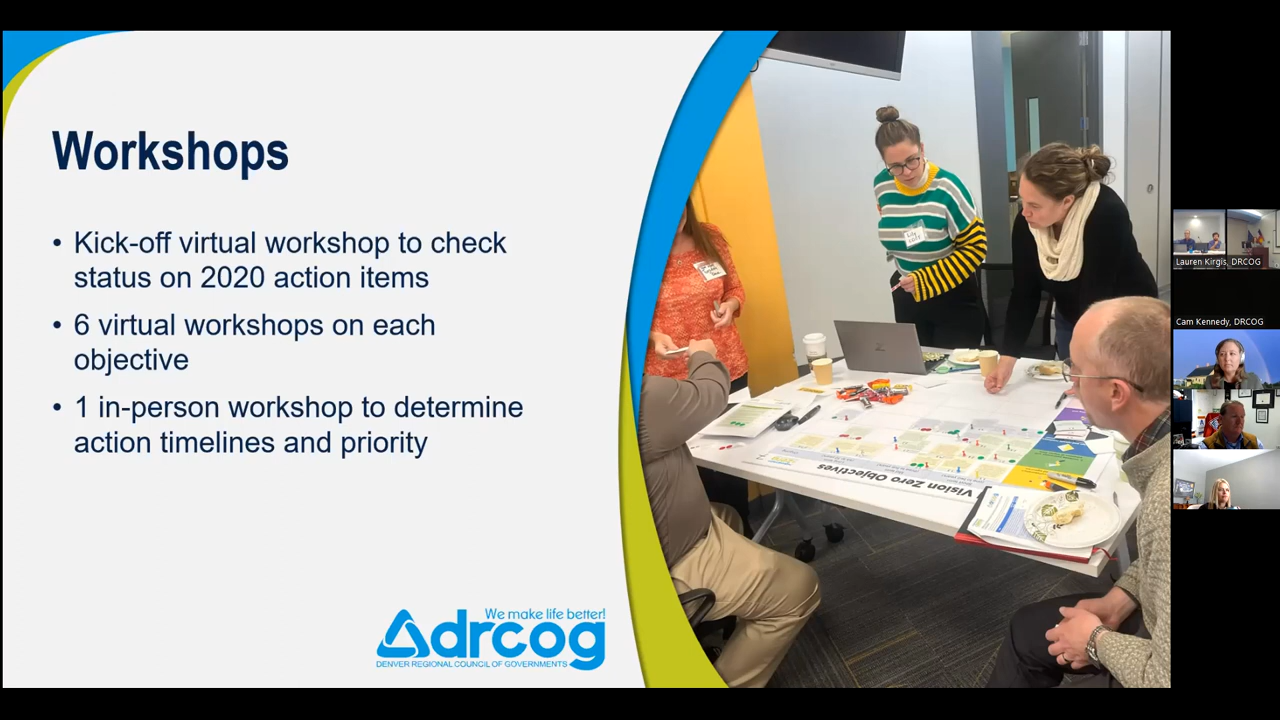 Workshops
• Kick-off virtual workshop to check
status on 2020 action items
• 6 virtual workshops on each
objective
• 1 in-person workshop to determine
action timelines and priority
We make life better!
drcog
DENVER REGIONAL COUNCIL OF GOVERNMENTS
Vision Zero Objectives
Lauren Kirgis, DRCOG
Cam Kennedy, DRCOG